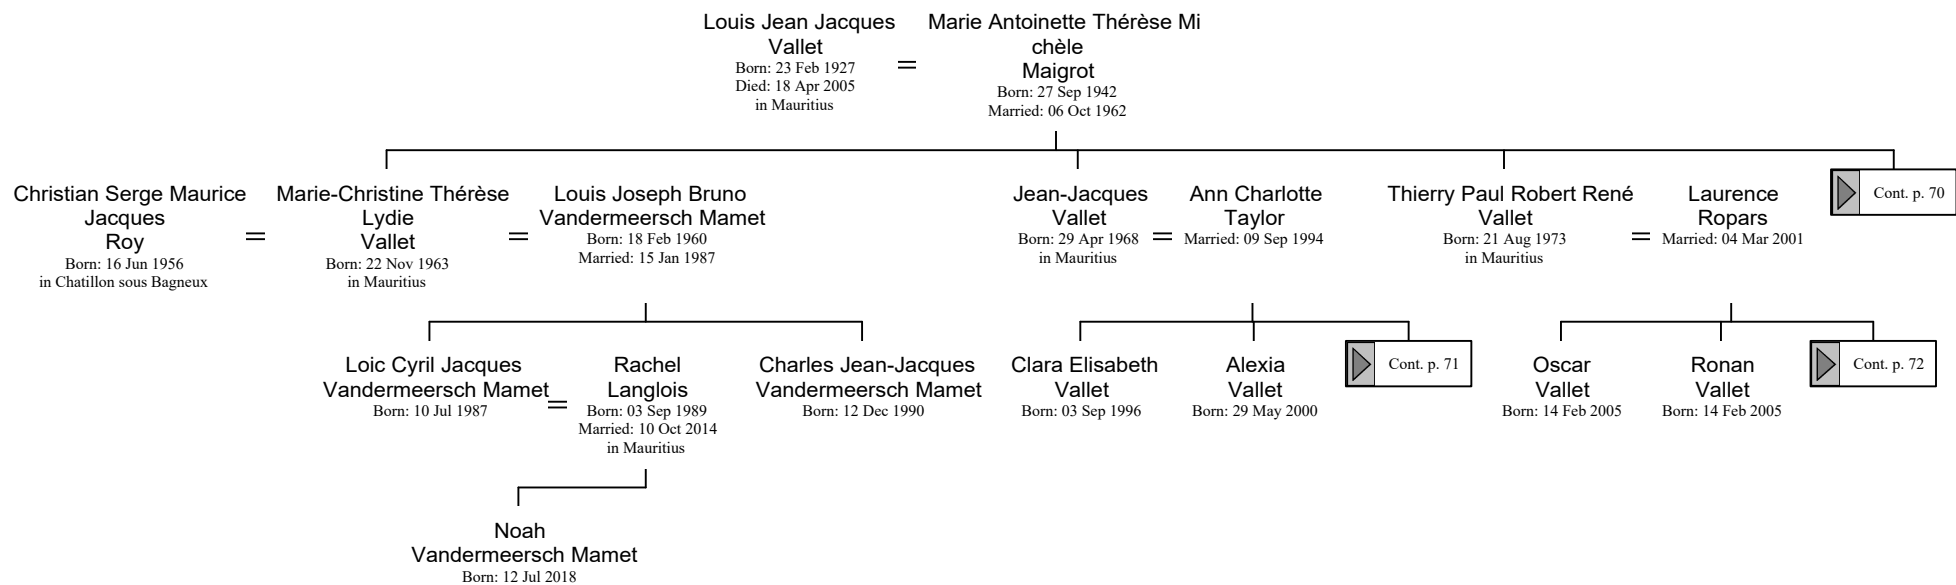 Louis Jean Jacques
Vallet
Born: 23 Feb 1927
Died: 18 Apr 2005
in Mauritius
=
Marie Antoinette Thérèse Mi
chèle
Maigrot
Born: 27 Sep 1942
Married: 06 Oct 1962
Christian Serge Maurice
Jacques
Roy
Born: 16 Jun 1956
in Chatillon sous Bagneux
=
Marie-Christine Thérèse
Lydie
Vallet
Born: 22 Nov 1963
in Mauritius
=
Louis Joseph Bruno
Vandermeersch Mamet
Born: 18 Feb 1960
Married: 15 Jan 1987
Jean-Jacques
Vallet
Born: 29 Apr 1968
in Mauritius
=
Ann Charlotte
Taylor
Married: 09 Sep 1994
Thierry Paul Robert René
Vallet
Born: 21 Aug 1973
in Mauritius
=
Laurence
Ropars
Married: 04 Mar 2001
Cont. p. 70
Loic Cyril Jacques
Vandermeersch Mamet
Born: 10 Jul 1987
=
Rachel
Langlois
Born: 03 Sep 1989
Married: 10 Oct 2014
in Mauritius
Charles Jean-Jacques
Vandermeersch Mamet
Born: 12 Dec 1990
Clara Elisabeth
Vallet
Born: 03 Sep 1996
Alexia
Vallet
Born: 29 May 2000
Cont. p. 71
Oscar
Vallet
Born: 14 Feb 2005
Ronan
Vallet
Born: 14 Feb 2005
Cont. p. 72
Noah
Vandermeersch Mamet
Born: 12 Jul 2018